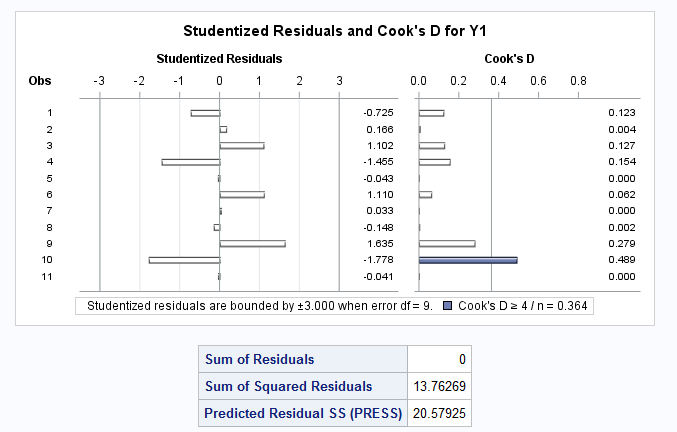 Studentized Residuals and Cook's D for Y1
Studentized Residuals Cook's D
Obs -3 -2 -1 0 1 2 3 0.0 0.2 0.4 0.6 0.8
1 -0.725 0.123
2 0.166 0.004
3 1.102 0.127
4 -1.455 0.154
5 -0.043 0.000
6 1.110 0.062
7 0.033 0.000
8 -0.148 0.002
9 1.635 0.279
10 -1.778 0.489
11 -0.041 0.000
Studentized residuals are bounded by ±3.000 when error df = 9. Cook's D ≥ 4 / n = 0.364
Sum of Residuals 0
Sum of Squared Residuals 13.76269
Predicted Residual SS (PRESS) 20.57925